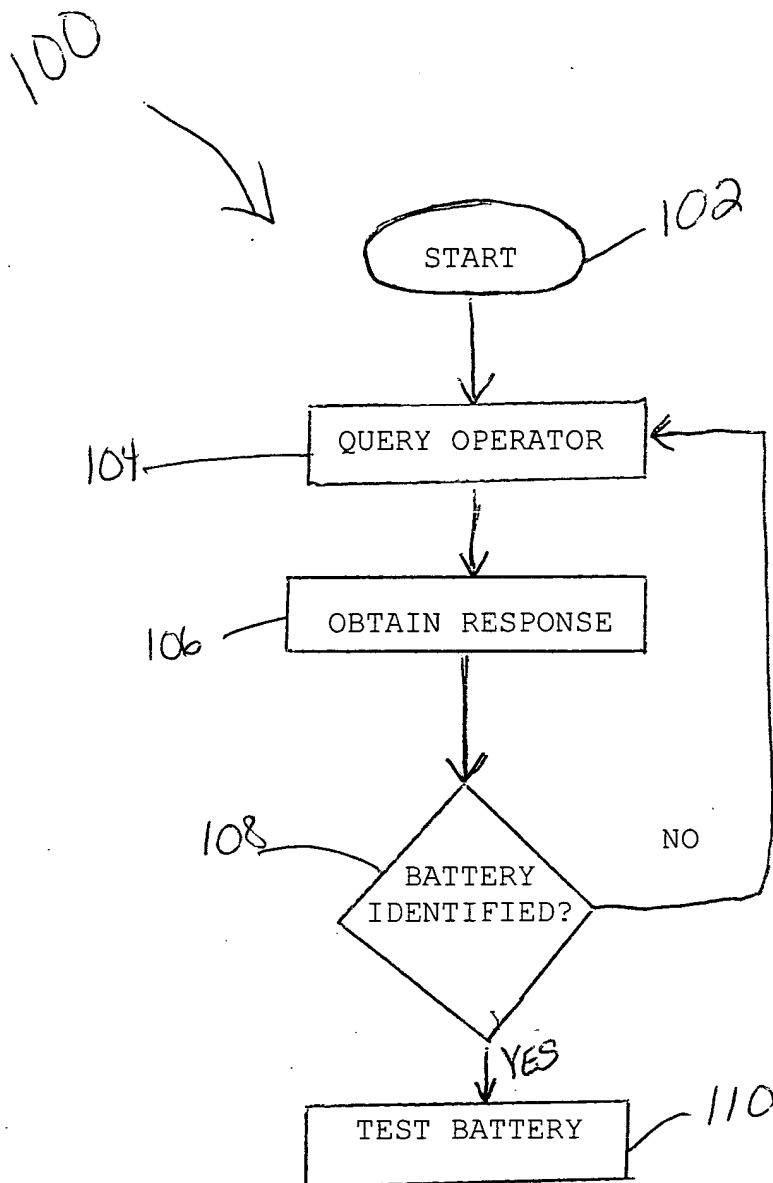 100
START
102
QUERY OPERATOR
104
OBTAIN RESPONSE
106
108
BATTERY
IDENTIFIED?
NO
YES
TEST BATTERY
110